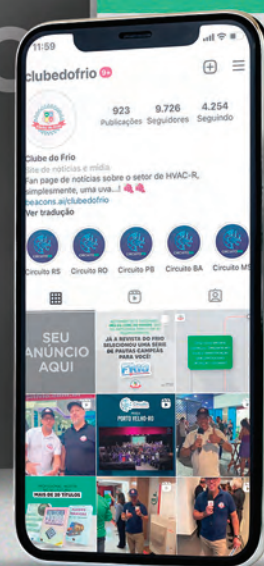 11:59
clubedofrio 9+
923 9.726 4.254
Publicações Seguidores Seguindo
Clube do Frio
Site de notícias e mídia
Fan page de notícias sobre o setor de HVAC-R,
simplesmente, uma uva...! 🍇🍇
beacons.ai/clubedofrio
Ver tradução
Circuito RS Circuito RO Circuito PB Circuito BA Circuito MS
SEU
ANÚNCIO
AQUI
JÁ A REVISTA DO FRIO
SELECIONOU UMA SÉRIE
DE PAUTAS-CAMPEÃS
PARA VOCÊ!
FRIO
PORTO VELHO-RO
MAIS DE 20 TÍTULOS